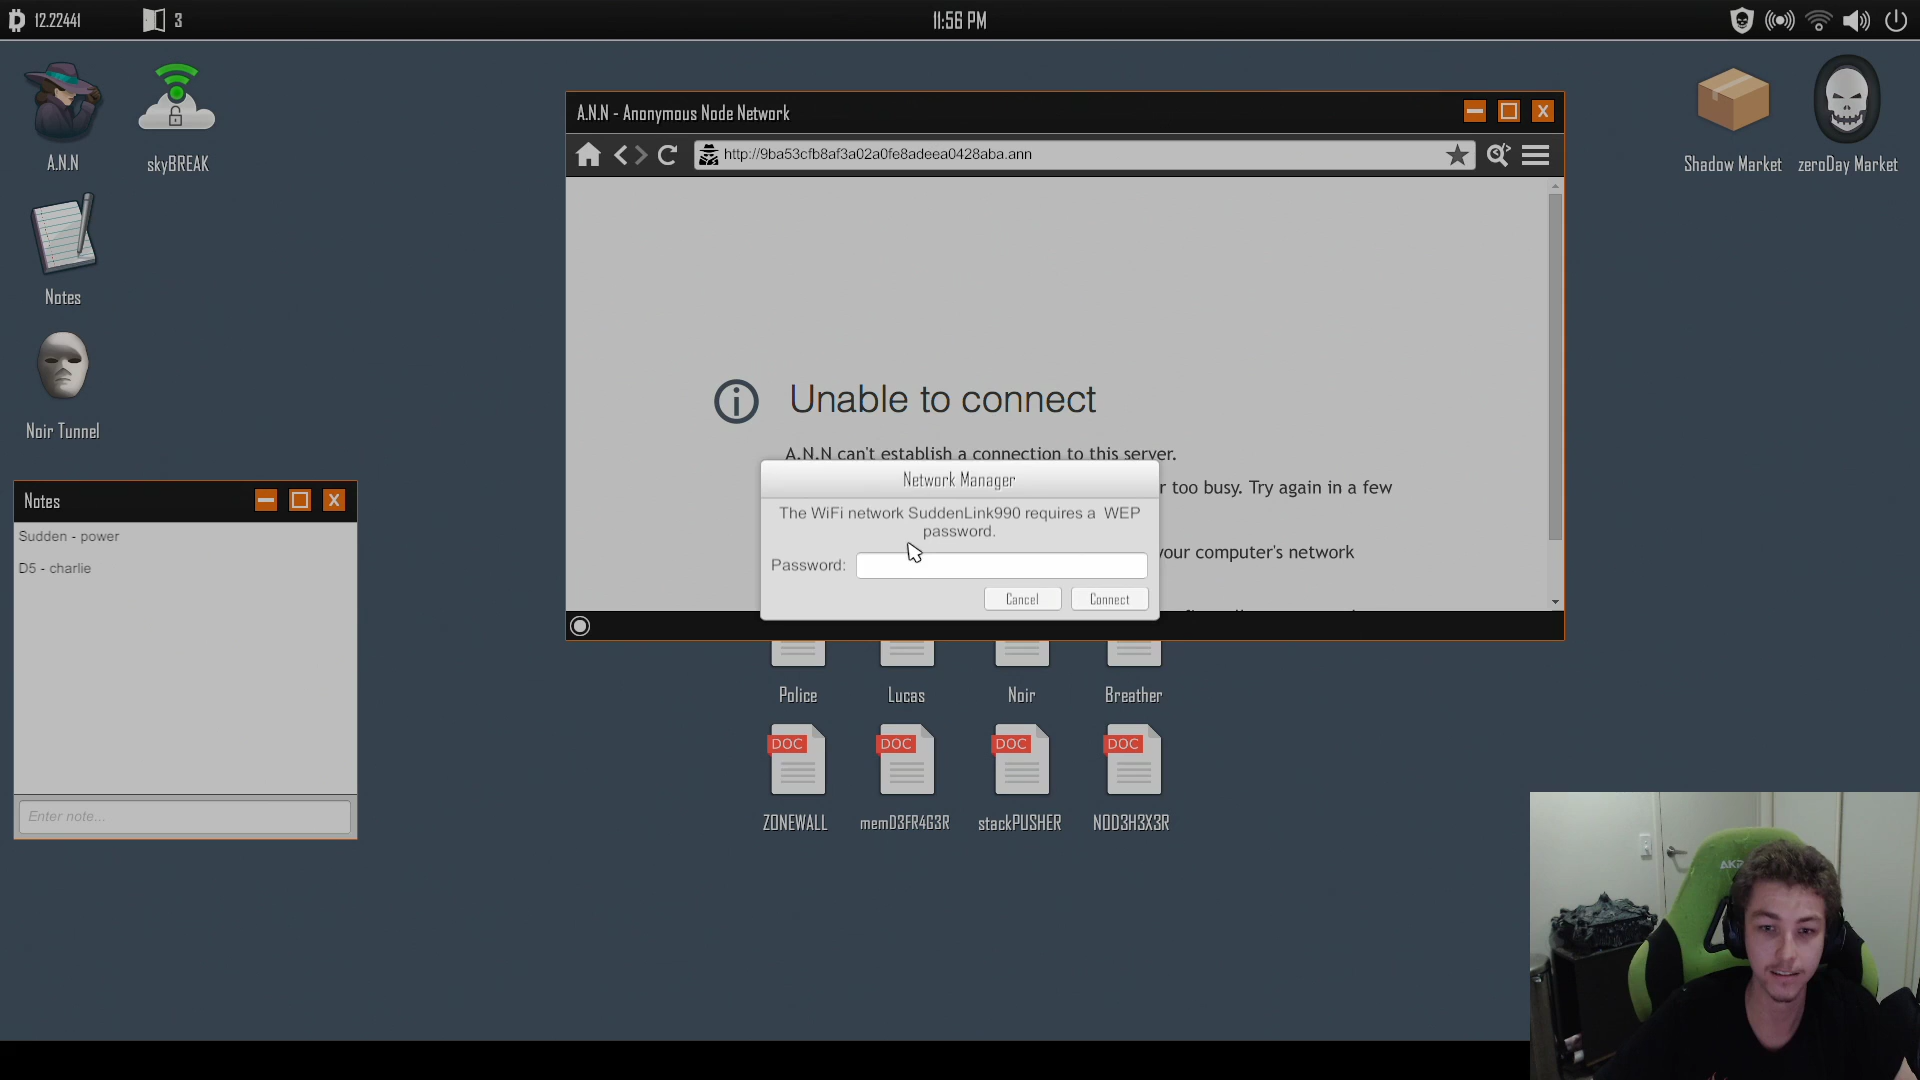 12.22441
3
11:56 PM
A.N.N
skyBREAK
Notes
Noir Tunnel
Shadow Market
zeroDay Market
A.N.N - Anonymous Node Network
http://9ba53cfb8af3a02a0fe8adeea0428aba.ann
Unable to connect
A.N.N can't establish a connection to this server.
r too busy. Try again in a few
your computer's network
Network Manager
The WiFi network SuddenLink990 requires a WEP
password.
Password:
Cancel
Connect
Notes
Sudden - power
D5 - charlie
Enter note...
Police
Lucas
Noir
Breather
DOC
DOC
DOC
DOC
ZONEWALL
memD3FR4G3R
stackPUSHER
NOD3H3X3R